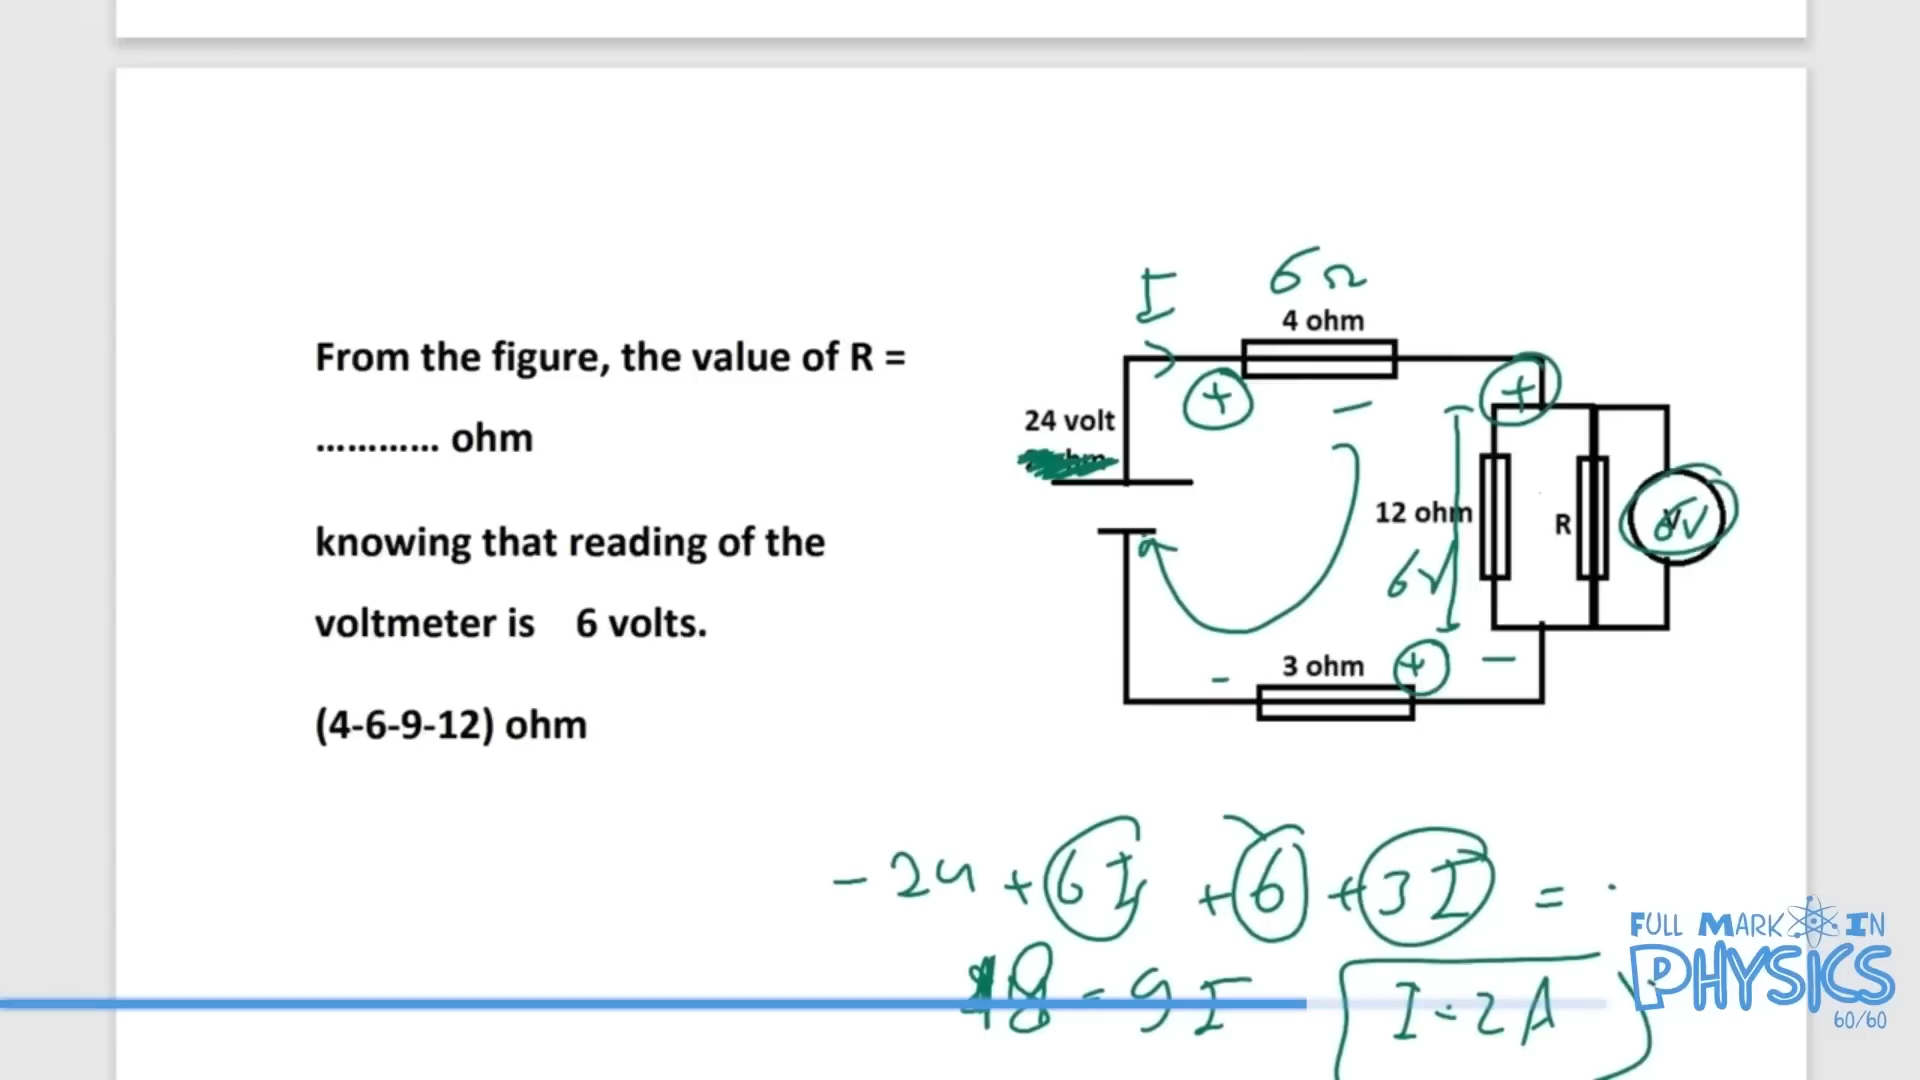 From the figure, the value of R =
............ ohm
knowing that reading of the
voltmeter is 6 volts.
(4-6-9-12) ohm
I
6Ω
4 ohm
+
−
+
24 volt
12 ohm
R
6V
6V
3 ohm
+
−
-
− 24 + 6I + 6 + 3I = .
18 = 9I
I = 2A
FULL MARK IN
PHYSICS
60/60